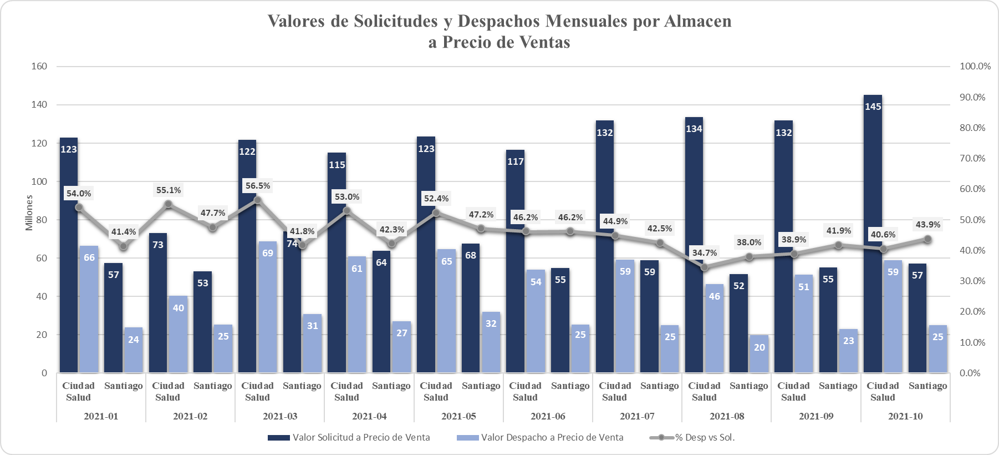 Valores de Solicitudes y Despachos Mensuales por Almacen
a Precio de Ventas
160
140
120
100
80
60
40
20
0
Millones
100.0%
90.0%
80.0%
70.0%
60.0%
50.0%
40.0%
30.0%
20.0%
10.0%
0.0%
123 57 73 53 122 74 115 64 123 68 117 55 132 59 134 52 132 55 145 57
66 24 40 25 69 31 61 27 65 32 54 25 59 25 46 20 51 23 59 25
54.0% 41.4% 55.1% 47.7% 56.5% 41.8% 53.0% 42.3% 52.4% 47.2% 46.2% 46.2% 44.9% 42.5% 34.7% 38.0% 38.9% 41.9% 40.6% 43.9%
Ciudad Santiago Ciudad Santiago Ciudad Santiago Ciudad Santiago Ciudad Santiago Ciudad Santiago Ciudad Santiago Ciudad Santiago Ciudad Santiago Ciudad Santiago
Salud Salud Salud Salud Salud Salud Salud Salud Salud Salud
2021-01 2021-02 2021-03 2021-04 2021-05 2021-06 2021-07 2021-08 2021-09 2021-10
Valor Solicitud a Precio de Venta Valor Despacho a Precio de Venta % Desp vs Sol.